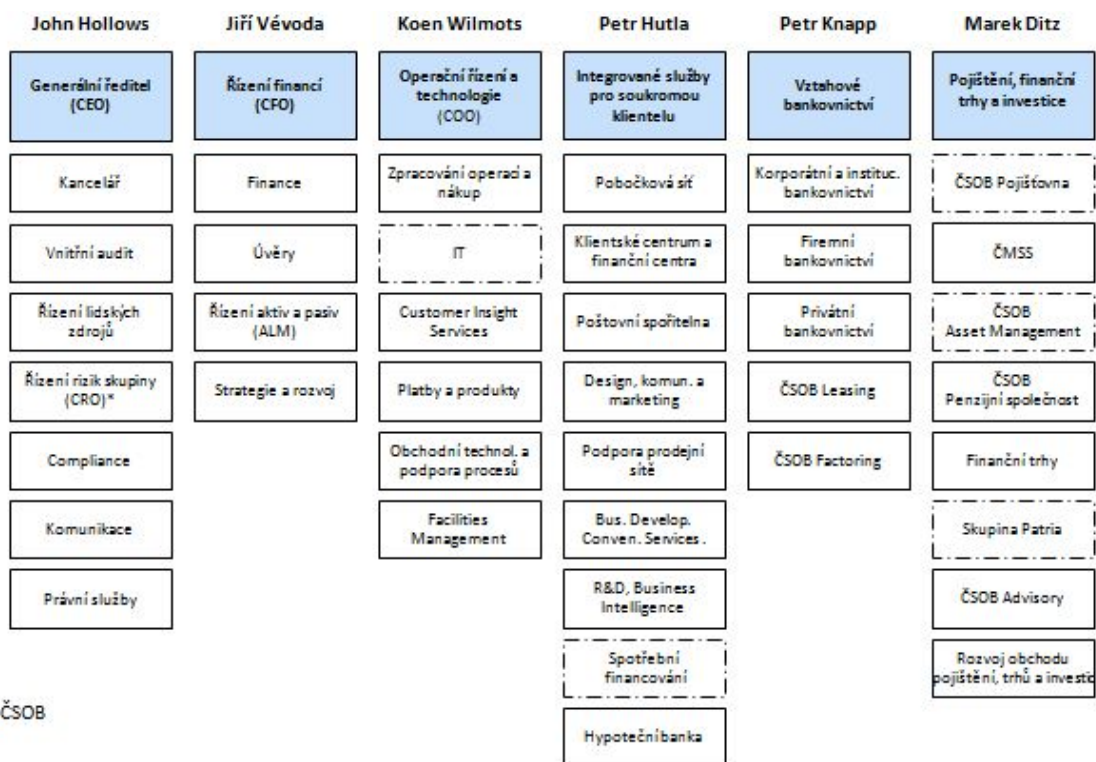 John Hollows
Jiří Vévoda
Koen Wilmots
Petr Hutla
Petr Knapp
Marek Ditz
Generální ředitel
(CEO)
Řízení financí
(CFO)
Operační řízení a
technologie
(COO)
Integrované služby
pro soukromou
klientelu
Vztahové
bankovnictví
Pojištění, finanční
trhy a investice
Kancelář
Finance
Zpracování operací a
nákup
Pobočková síť
Korporátní a instituc.
bankovnictví
ČSOB Pojišťovna
Vnitřní audit
Úvěry
IT
Klientské centrum a
finanční centra
Firemní
bankovnictví
ČMSS
Řízení lidských
zdrojů
Řízení aktiv a pasiv
(ALM)
Customer Insight
Services
Poštovní spořitelna
Privátní
bankovnictví
ČSOB
Asset Management
Řízení rizik skupiny
(CRO)*
Strategie a rozvoj
Platby a produkty
Design, komun. a
marketing
ČSOB Leasing
ČSOB
Penzijní společnost
Compliance
Obchodní technol. a
podpora procesů
Podpora prodejní
sítě
ČSOB Factoring
Finanční trhy
Komunikace
Facilities
Management
Bus. Develop.
Conven. Services.
Skupina Patria
Právní služby
R&D, Business
Intelligence
ČSOB Advisory
Spotřební
financování
Rozvoj obchodu
pojištění, trhů a investic
ČSOB
Hypoteční banka